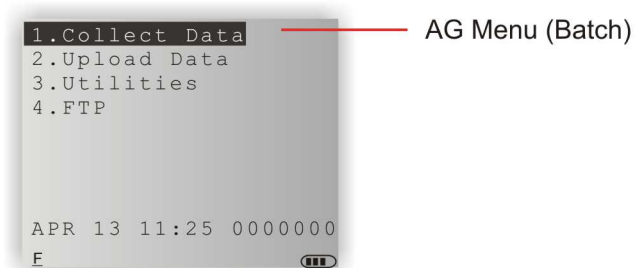 1.Collect Data
AG Menu (Batch)
2.Upload Data
3.Utilities
4.FTP
APR 13 11:25 0000000
F